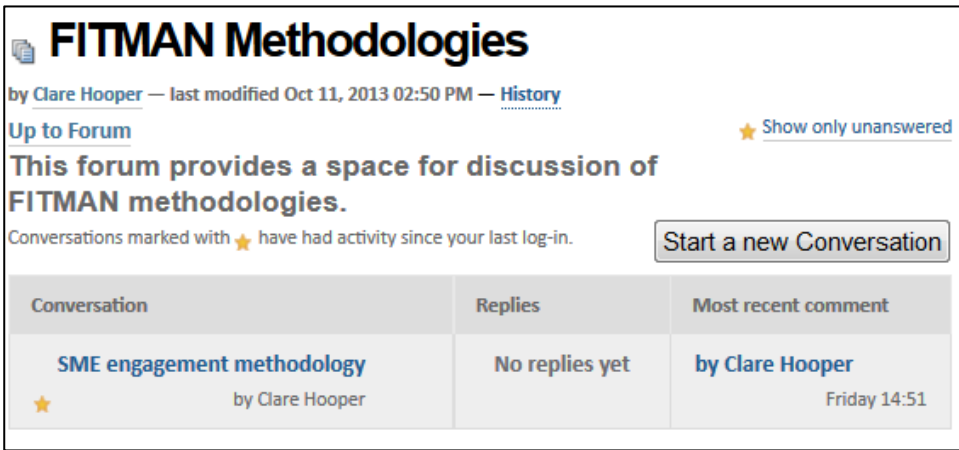 FITMAN Methodologies
by Clare Hooper — last modified Oct 11, 2013 02:50 PM — History
Up to Forum
Show only unanswered
This forum provides a space for discussion of
FITMAN methodologies.
Conversations marked with have had activity since your last log-in.
Start a new Conversation
Conversation Replies Most recent comment
SME engagement methodology No replies yet by Clare Hooper
by Clare Hooper Friday 14:51